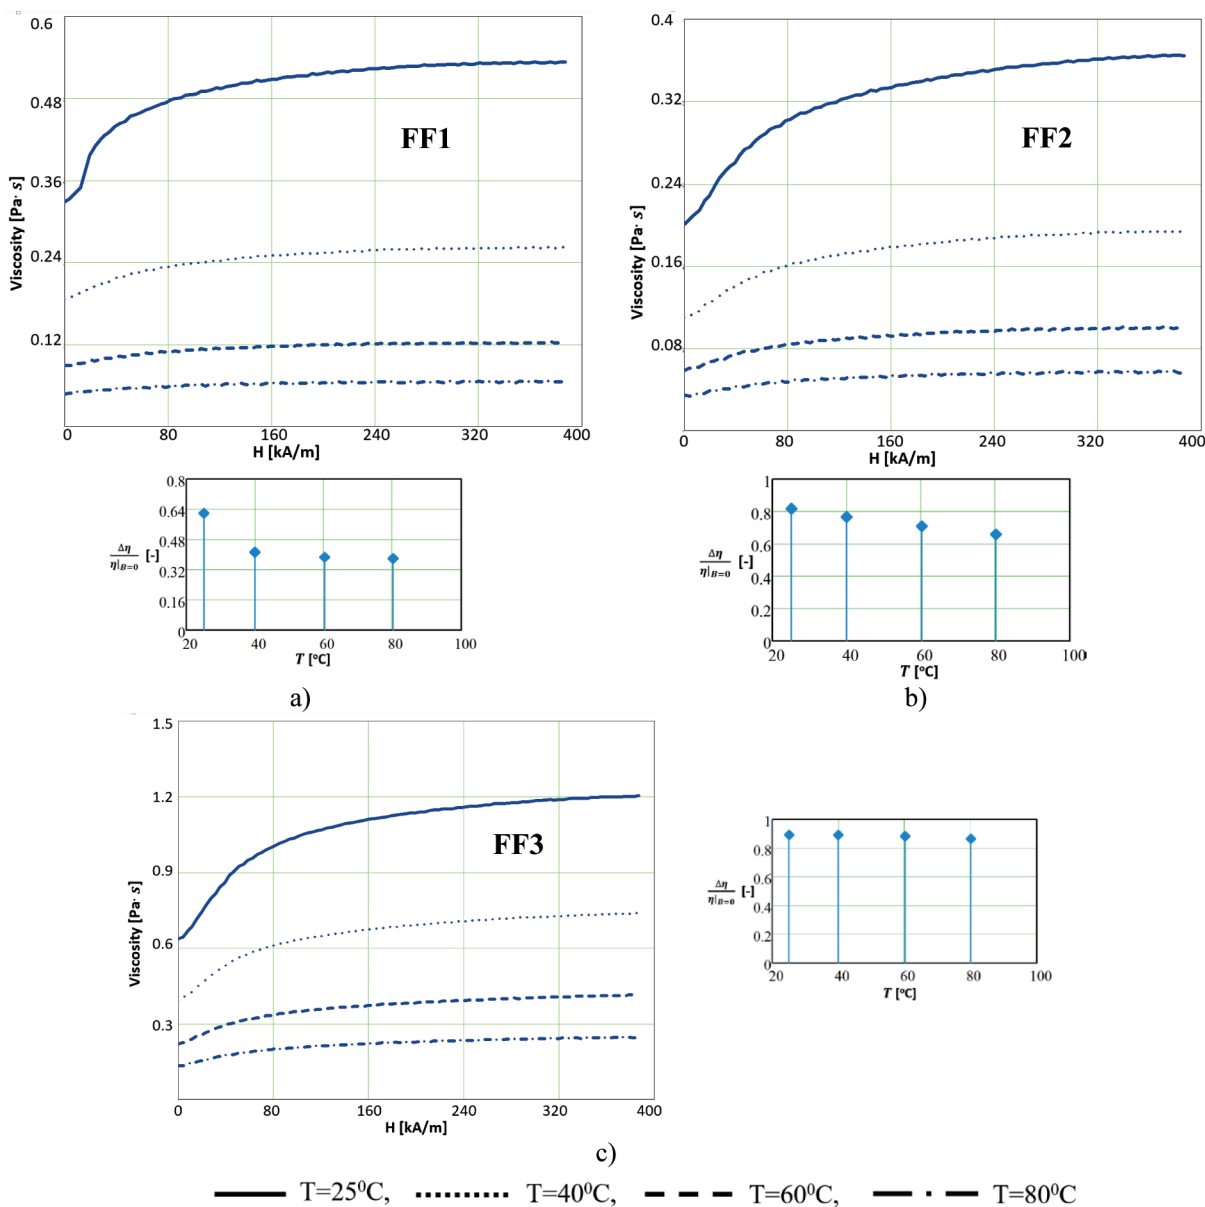 0.6
0.48
0.36
0.24
0.12
Viscosity [Pa· s]
FF1
0 80 160 240 320 400
H [kA/m]
0.4
0.32
0.24
0.16
0.08
Viscosity [Pa· s]
FF2
0 80 160 240 320 400
H [kA/m]
0.8
0.64
0.48
0.32
0.16
0
Δη/η|B=0 [-]
20 40 60 80 100
T [°C]
a)
1
0.8
0.6
0.4
0.2
0
Δη/η|B=0 [-]
20 40 60 80 100
T [°C]
b)
1.5
1.2
0.9
0.6
0.3
Viscosity [Pa· s]
FF3
0 80 160 240 320 400
H [kA/m]
1
0.8
0.6
0.4
0.2
0
Δη/η|B=0 [-]
20 40 60 80 100
T [°C]
c)
T=25⁰C, T=40⁰C, T=60⁰C, T=80⁰C